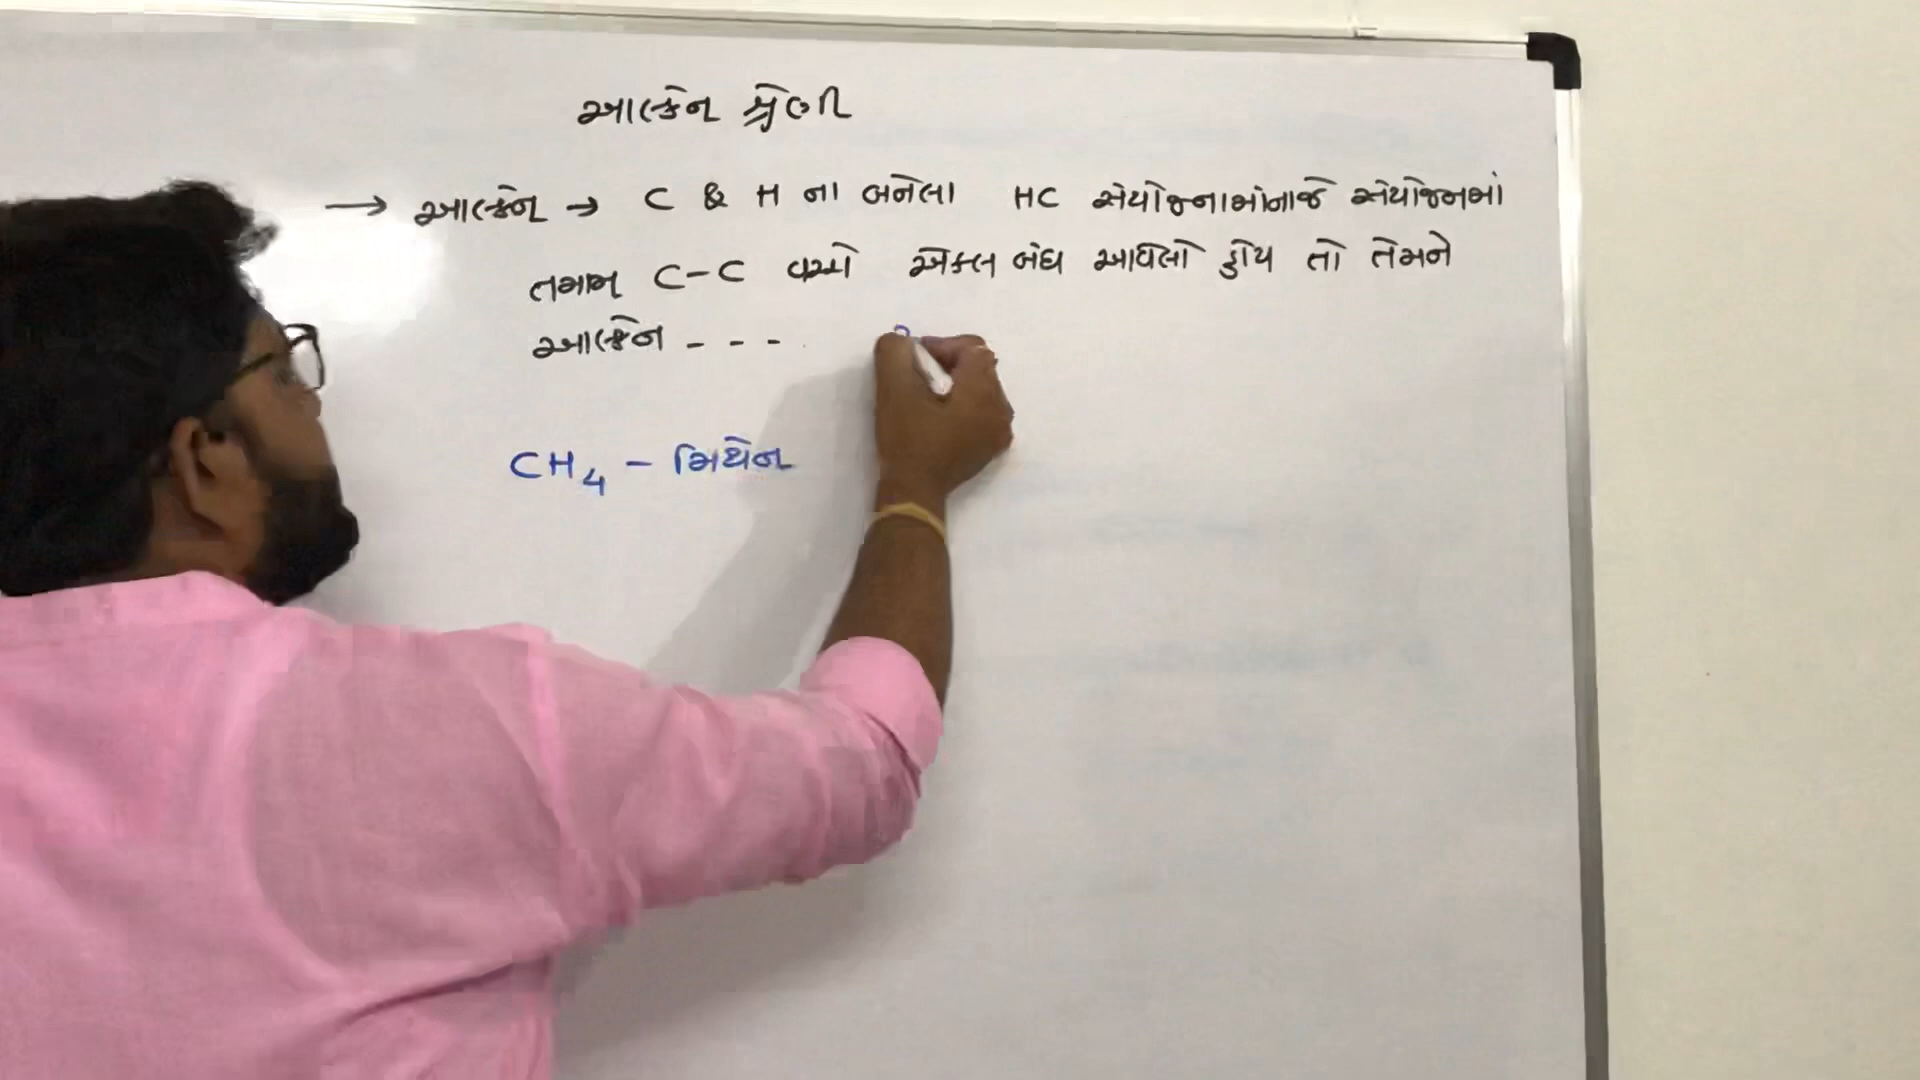 આલ્કેન શ્રેણી
→ આલ્કેન → C & H ના બનેલા HC સંયોજનામાંનાજે સંયોજનમાં
તમામ C-C વચ્ચે એકલ બંધ આવેલો હોય તો તેમને
આલ્કેન - - -
CH₄ - મિથેન